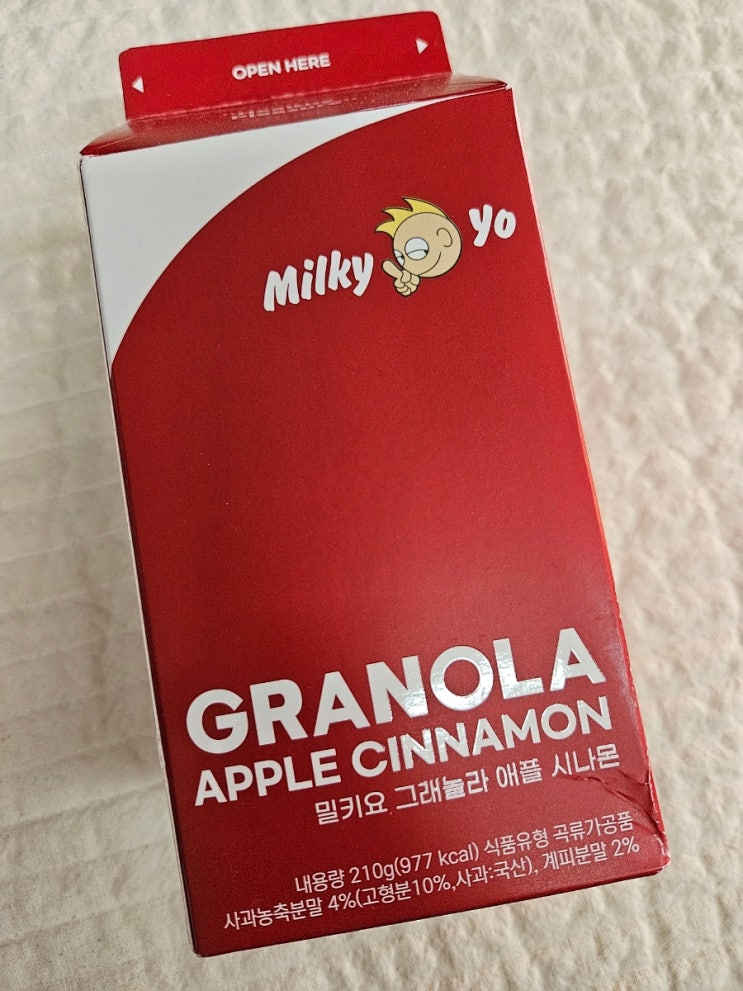 OPEN HERE
Milky Yo
GRANOLA
APPLE CINNAMON
밀키요 그래놀라 애플 시나몬
내용량 210g(977 kcal) 식품유형 곡류가공품
사과농축분말 4%(고형분10%,사과:국산), 계피분말 2%